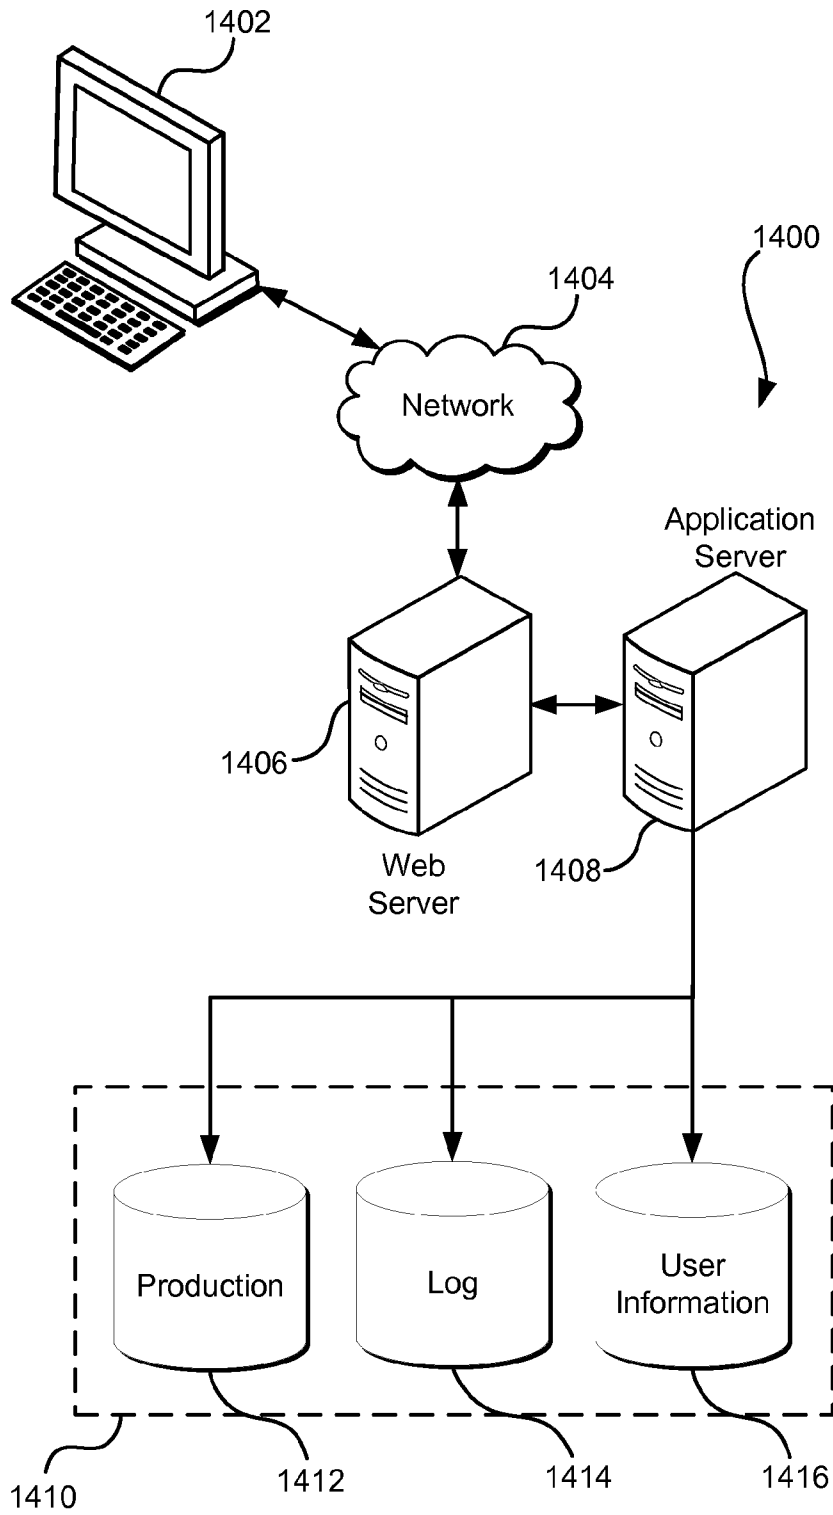 1402
1400
1404
Network
Application
Server
1406
Web
Server
1408
Production
Log
User
Information
1410
1412
1414
1416